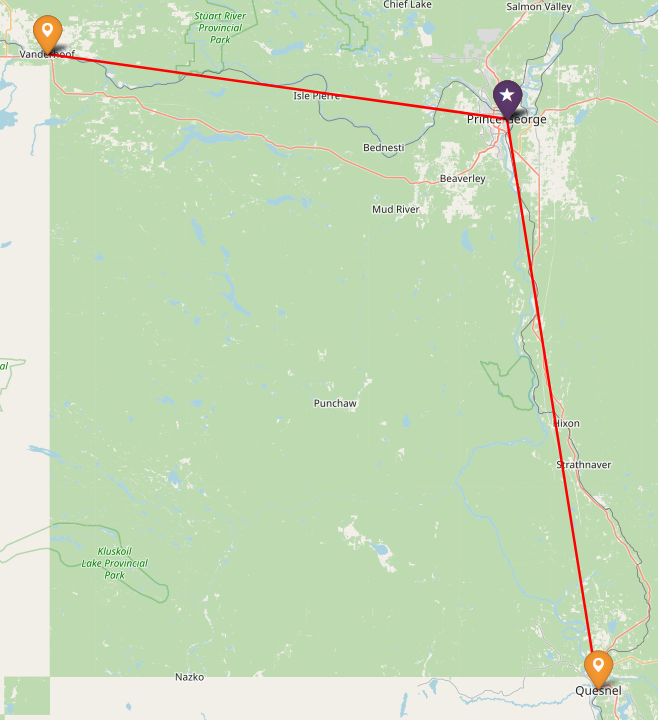 Chief Lake
Salmon Valley
Stuart River
Provincial
Park
Vanderhoof
Isle Pierre
Prince George
Bednesti
Beaverley
Mud River
al
Punchaw
Hixon
Strathnaver
Kluskoil
Lake Provincial
Park
Nazko
Quesnel